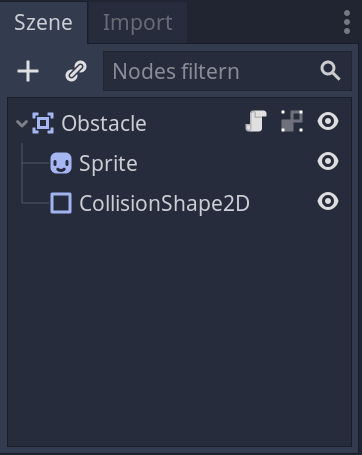 Szene Import
Nodes filtern
Obstacle
Sprite
CollisionShape2D